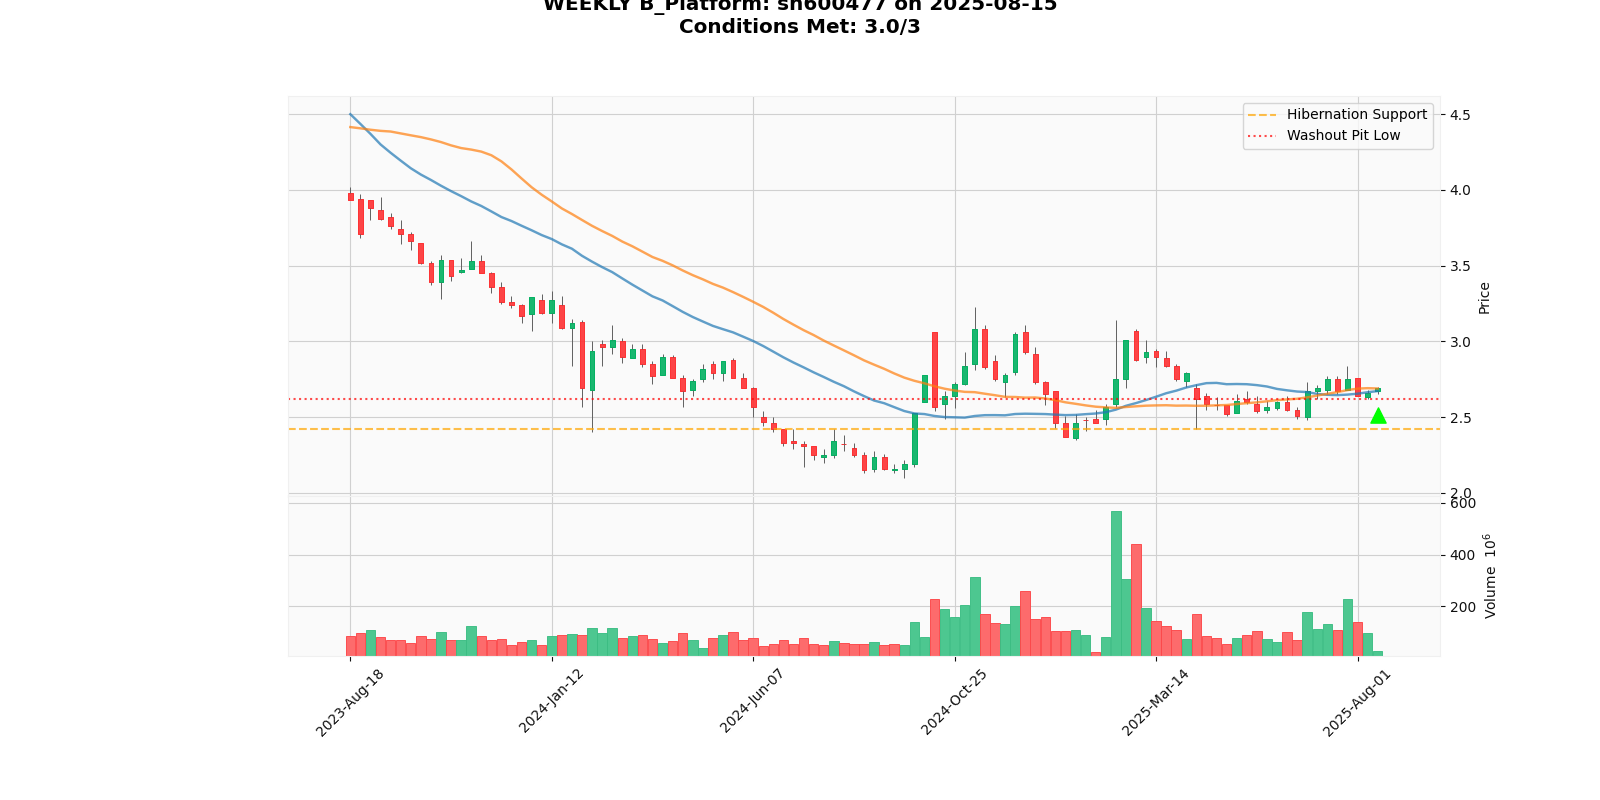 WEEKLY B_Platform: sh600477 on 2025-08-15
Conditions Met: 3.0/3
Hibernation Support
Washout Pit Low
4.5
4.0
3.5
3.0
2.5
2.0
Price
600
400
200
Volume 10⁶
2023-Aug-18
2024-Jan-12
2024-Jun-07
2024-Oct-25
2025-Mar-14
2025-Aug-01